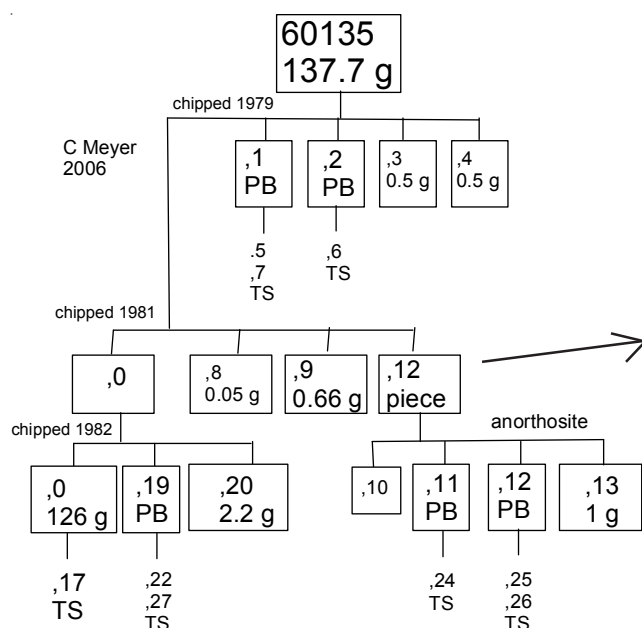 60135
137.7 g
chipped 1979
C Meyer
2006
,1
PB
,2
PB
,3
0.5 g
,4
0.5 g
.5
,7
TS
,6
TS
chipped 1981
,0
,8
0.05 g
,9
0.66 g
,12
piece
chipped 1982
anorthosite
,0
126 g
,19
PB
,20
2.2 g
,10
,11
PB
,12
PB
,13
1 g
,17
TS
,22
,27
TS
,24
TS
,25
,26
TS